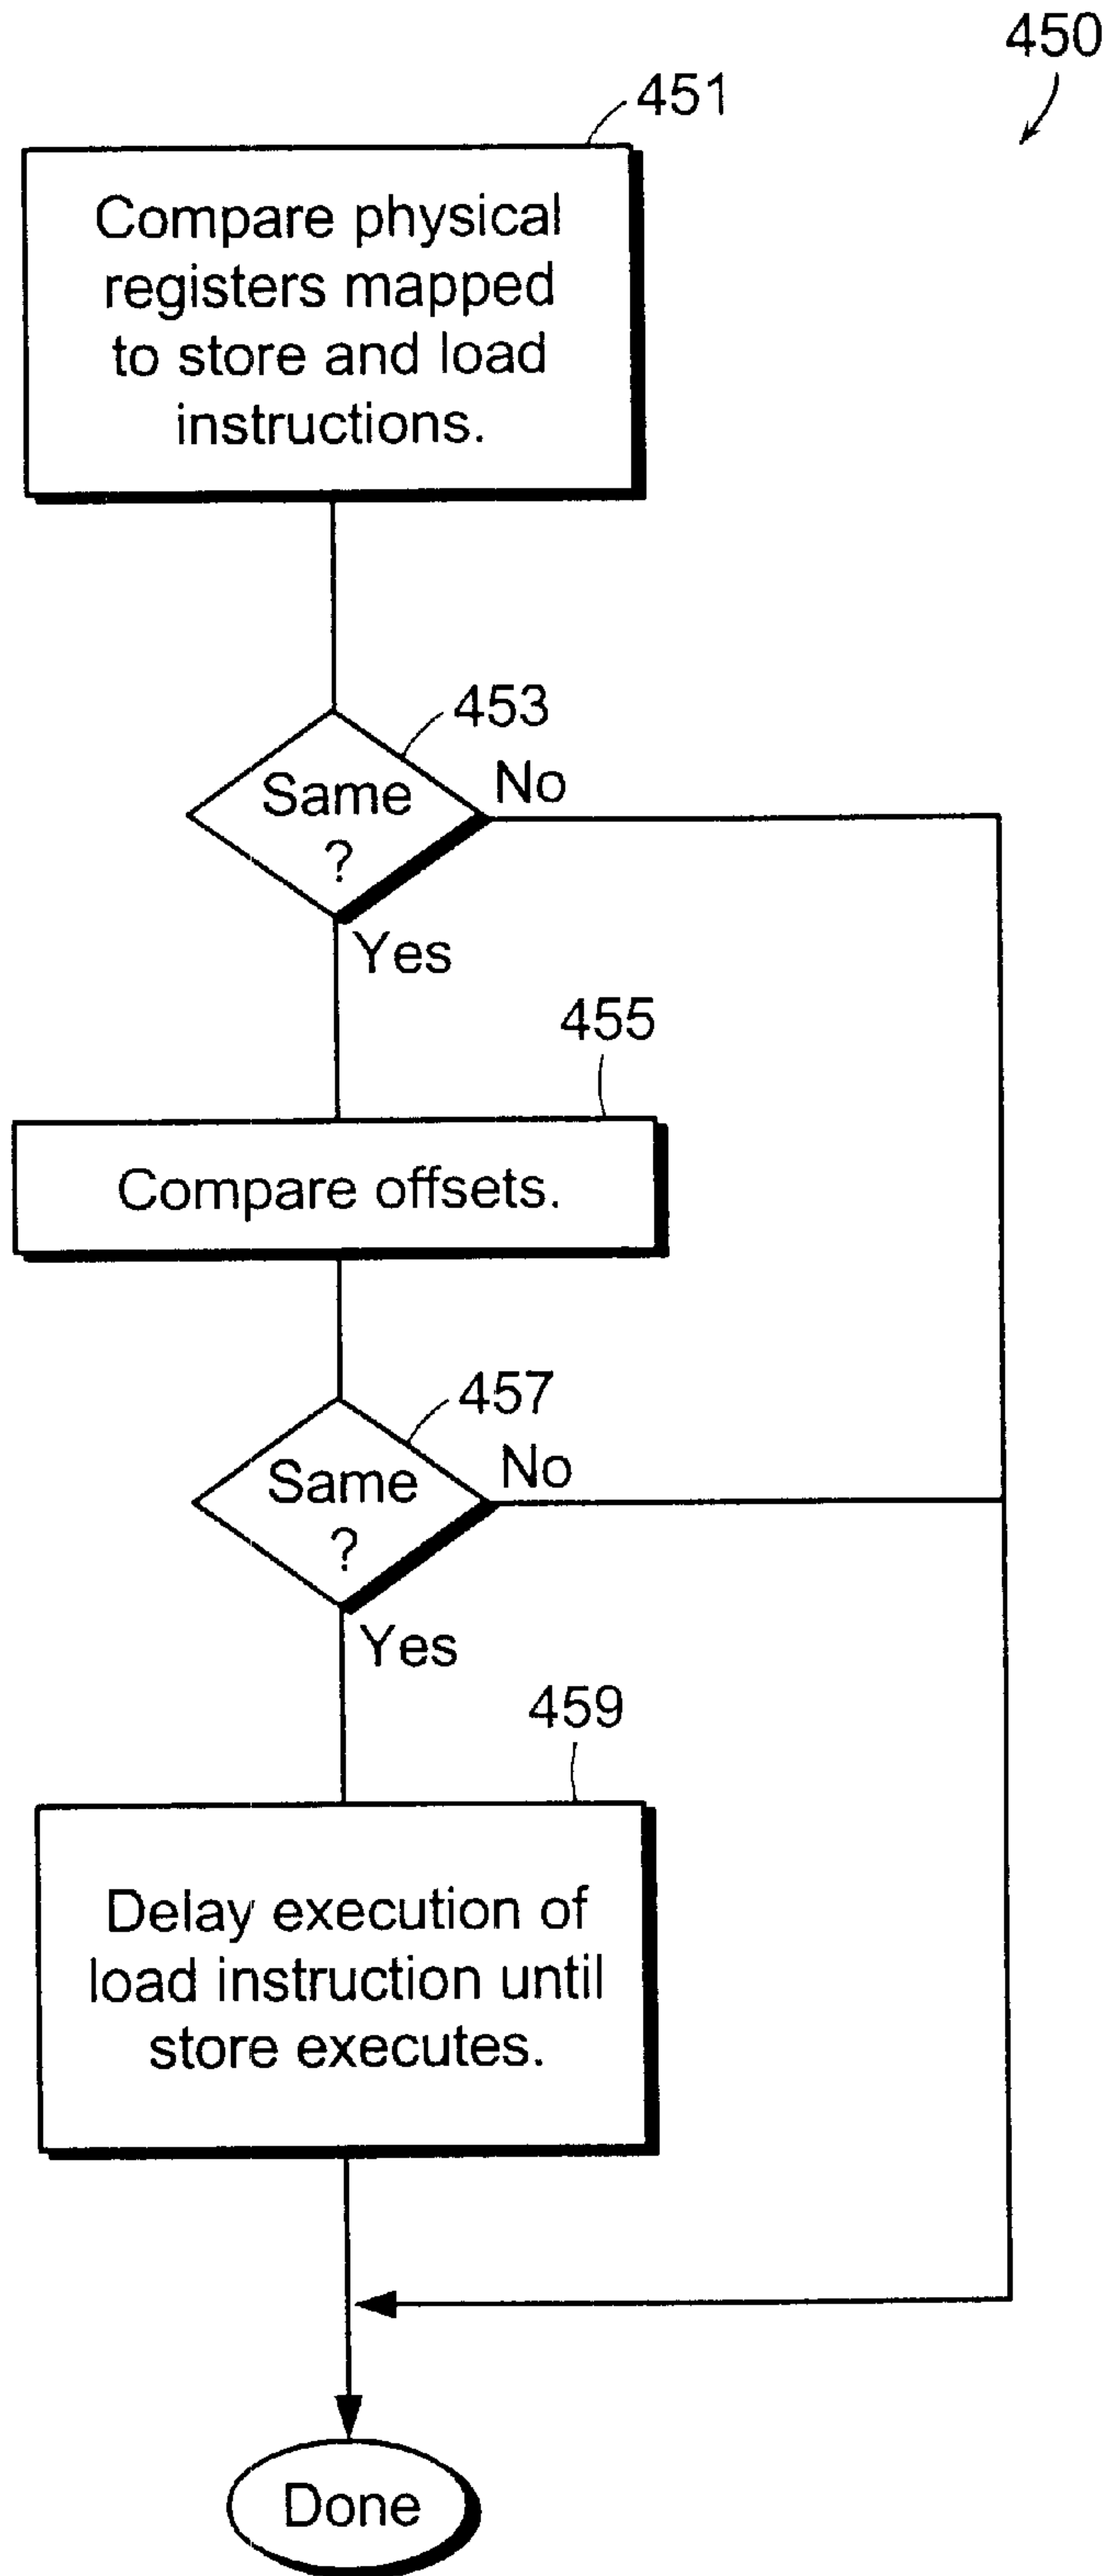 450
451
Compare physical
registers mapped
to store and load
instructions.
453
Same
?
No
Yes
455
Compare offsets.
457
Same
?
No
Yes
459
Delay execution of
load instruction until
store executes.
Done